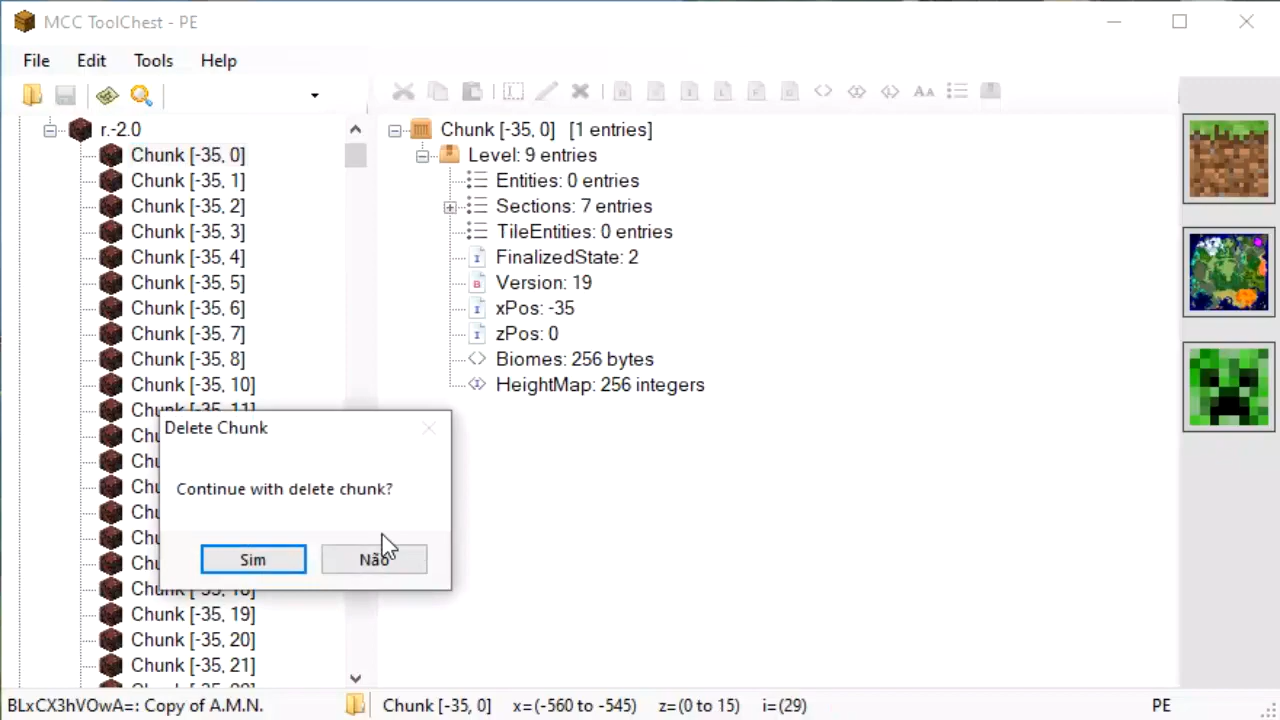 MCC ToolChest - PE
File Edit Tools Help
r.-2.0
Chunk [-35, 0]
Chunk [-35, 1]
Chunk [-35, 2]
Chunk [-35, 3]
Chunk [-35, 4]
Chunk [-35, 5]
Chunk [-35, 6]
Chunk [-35, 7]
Chunk [-35, 8]
Chunk [-35, 10]
Chunk [-35, 19]
Chunk [-35, 20]
Chunk [-35, 21]
Chunk [-35, 0] [1 entries]
Level: 9 entries
Entities: 0 entries
Sections: 7 entries
TileEntities: 0 entries
FinalizedState: 2
Version: 19
xPos: -35
zPos: 0
Biomes: 256 bytes
HeightMap: 256 integers
Delete Chunk
Continue with delete chunk?
Sim Não
BLxCX3hVOwA=: Copy of A.M.N. Chunk [-35, 0] x=(-560 to -545) z=(0 to 15) i=(29) PE